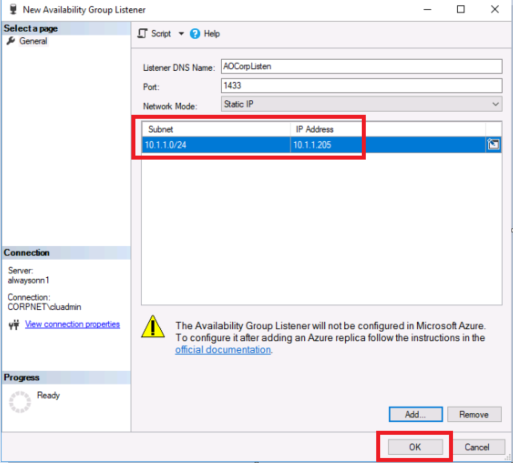 New Availability Group Listener
Select a page
General
Script
Help
Listener DNS Name: AOCorpListen
Port: 1433
Network Mode: Static IP
Subnet IP Address
10.1.1.0/24 10.1.1.205
Connection
Server:
alwaysonn1
Connection:
CORPNET\cluadmin
View connection properties
The Availability Group Listener will not be configured in Microsoft Azure.
To configure it after adding an Azure replica follow the instructions in the
official documentation.
Progress
Ready
Add... Remove
OK Cancel